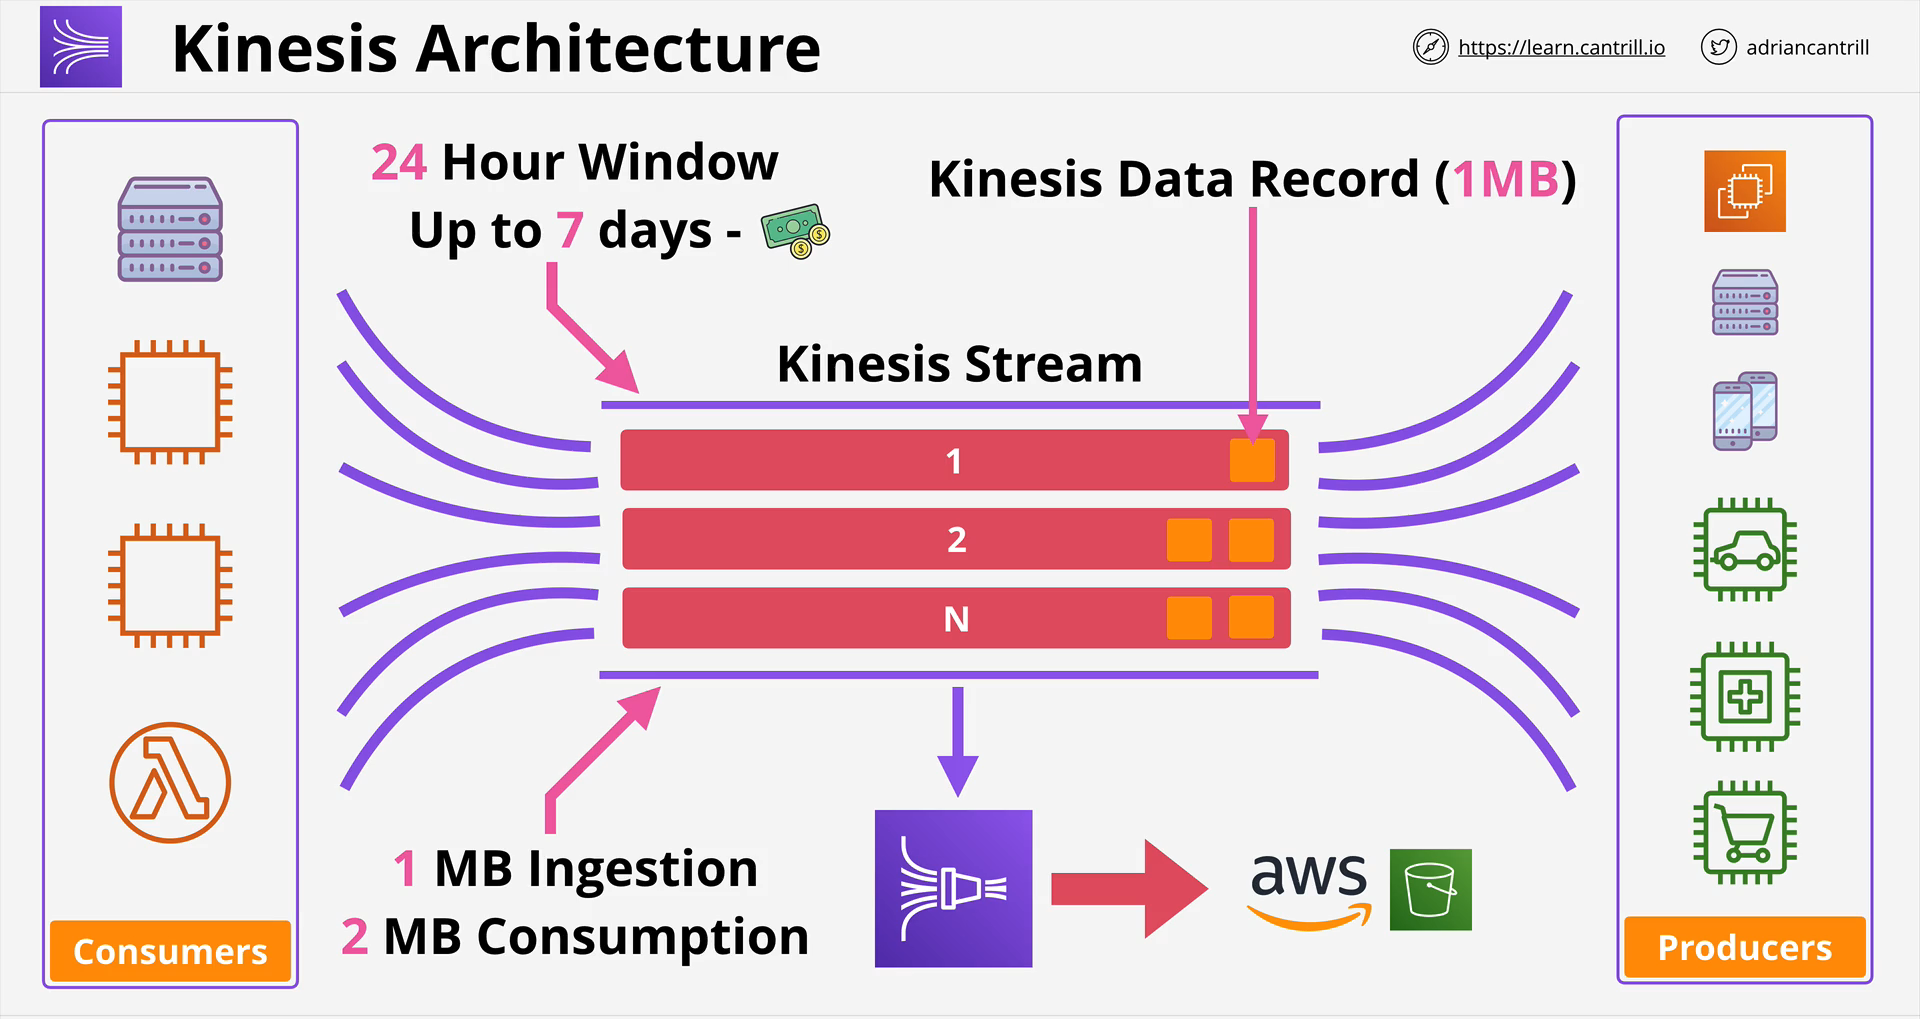 Kinesis Architecture
https://learn.cantrill.io
adriancantrill
24 Hour Window
Up to 7 days -
Kinesis Data Record (1MB)
Kinesis Stream
1
2
N
1 MB Ingestion
2 MB Consumption
aws
Consumers
Producers